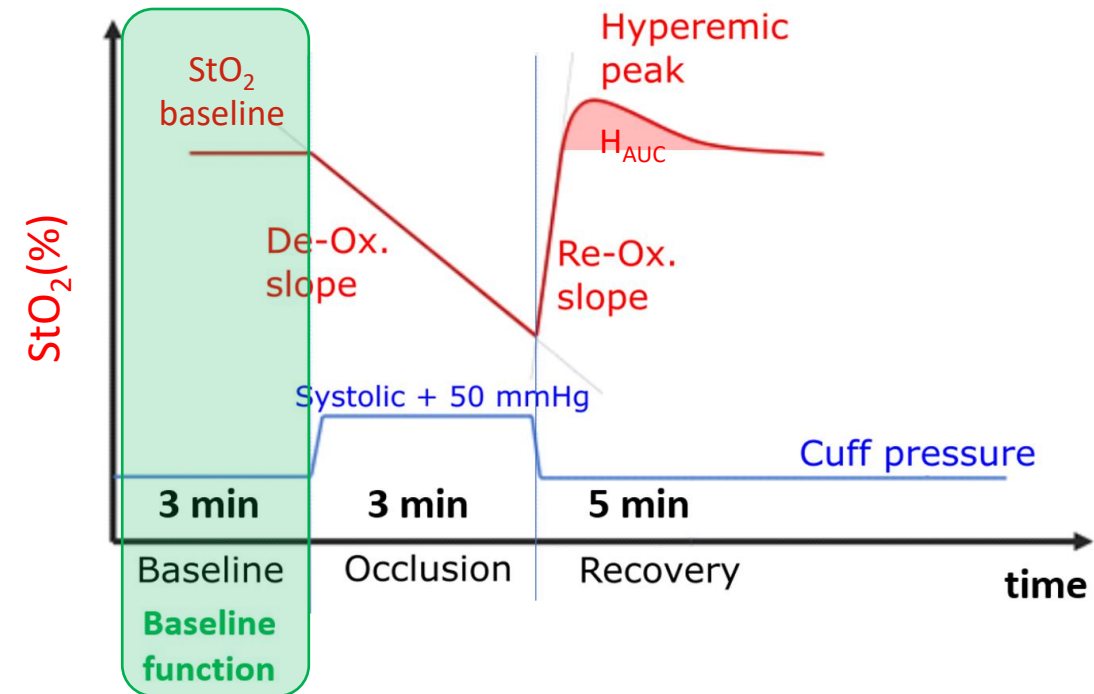 Hyperemic
peak
StO₂
baseline
H_AUC
StO₂(%)
De-Ox.
slope
Re-Ox.
slope
Systolic + 50 mmHg
Cuff pressure
3 min
3 min
5 min
Baseline
Occlusion
Recovery
time
Baseline
function